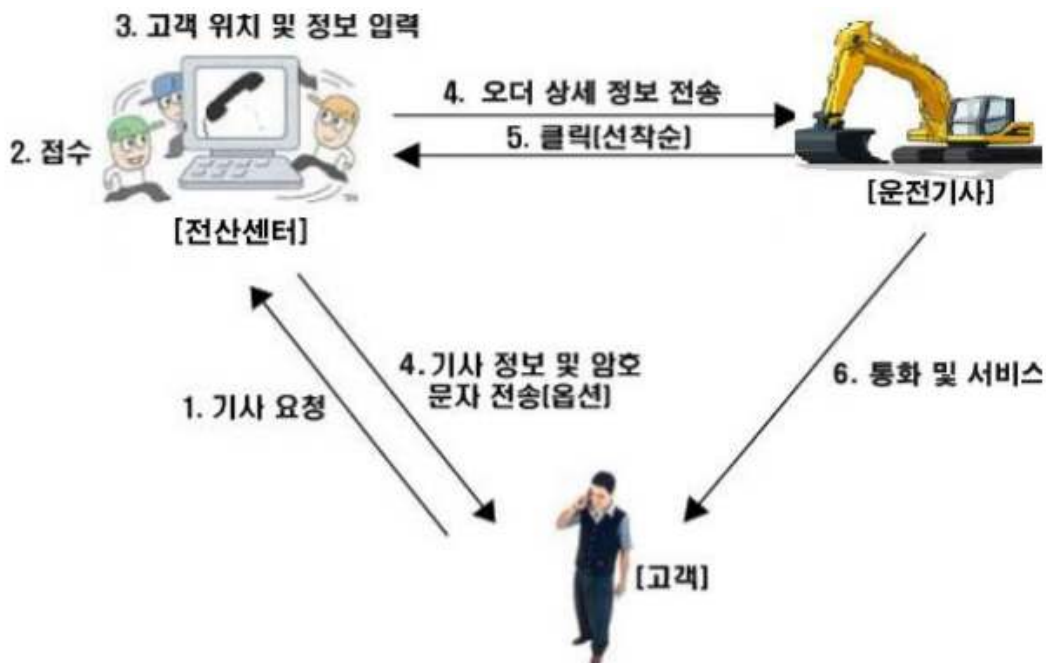 3. 고객 위치 및 정보 입력
4. 오더 상세 정보 전송
5. 클릭(선착순)
2. 접수
[운전기사]
[전산센터]
4. 기사 정보 및 암호
문자 전송(옵션)
6. 통화 및 서비스
1. 기사 요청
[고객]